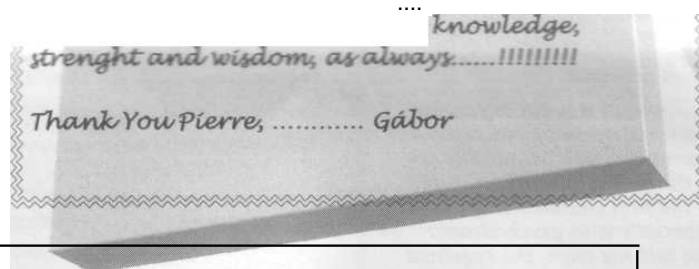 ....
knowledge,
strenght and wisdom, as always......!!!!!!!!!
Thank You Pierre, ............ Gábor